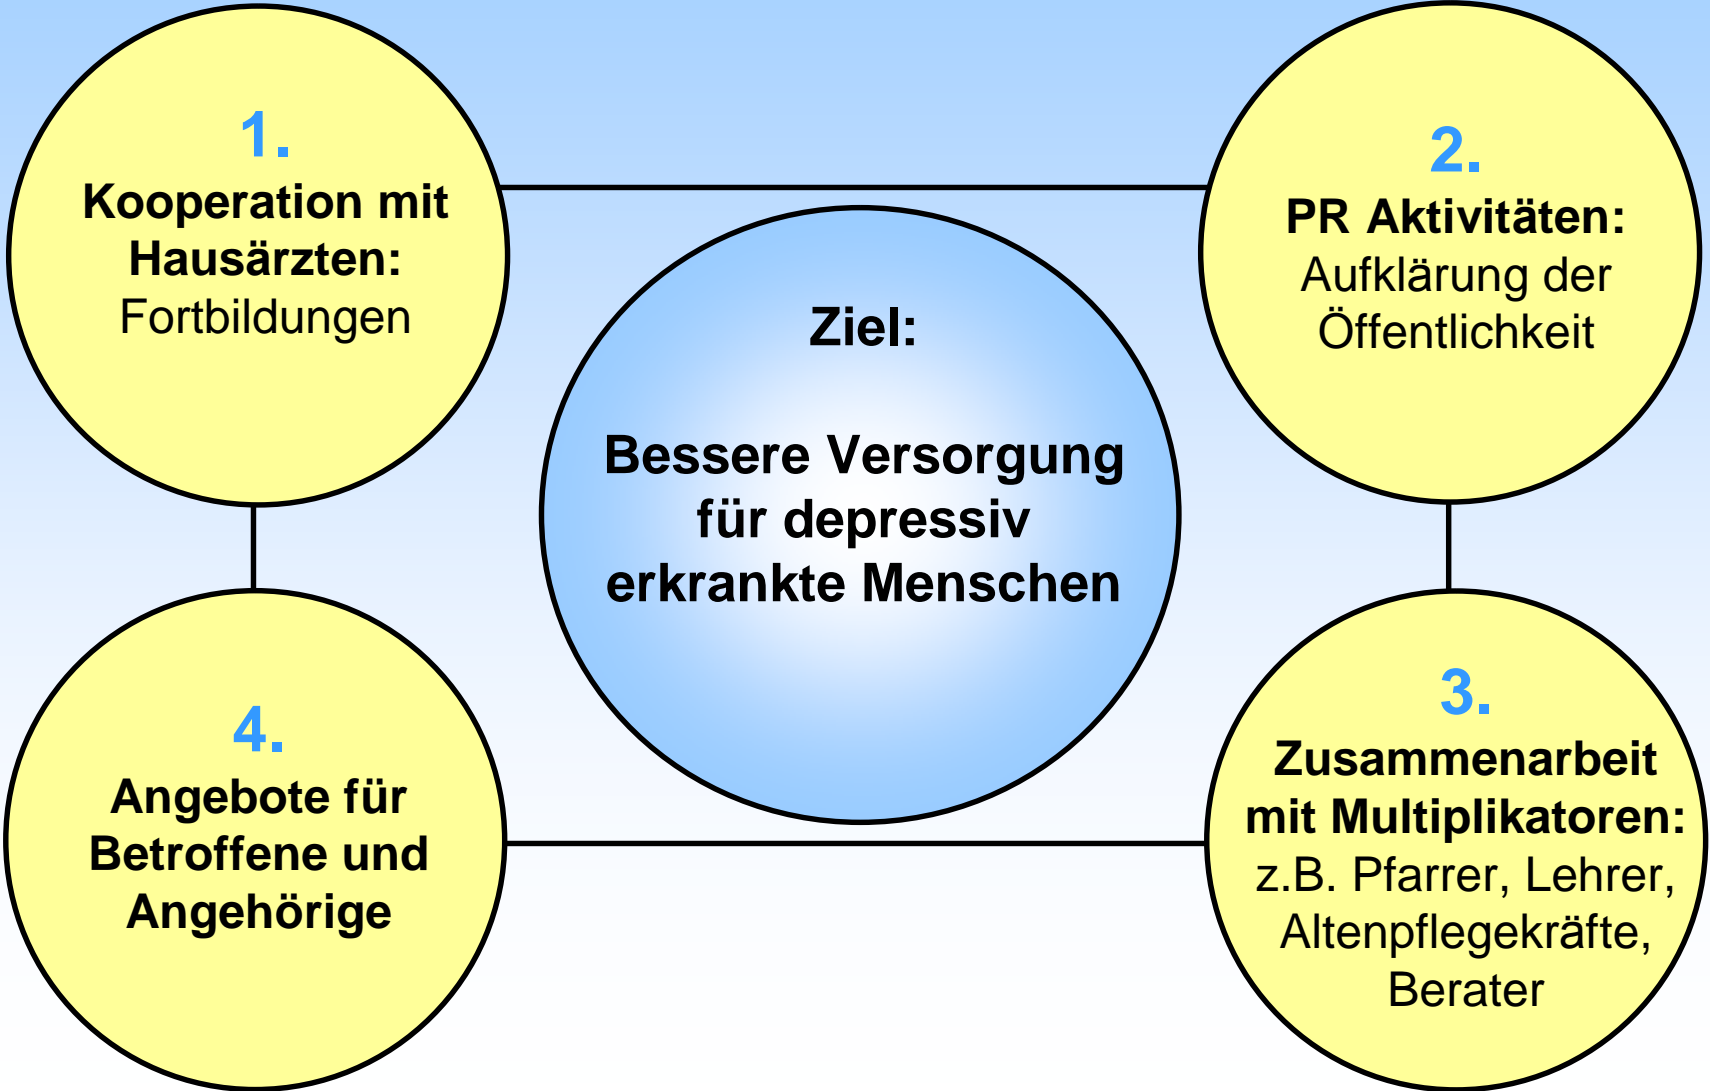 1.
Kooperation mit
Hausärzten:
Fortbildungen
2.
PR Aktivitäten:
Aufklärung der
Öffentlichkeit
Ziel:
Bessere Versorgung
für depressiv
erkrankte Menschen
3.
Zusammenarbeit
mit Multiplikatoren:
z.B. Pfarrer, Lehrer,
Altenpflegekräfte,
Berater
4.
Angebote für
Betroffene und
Angehörige